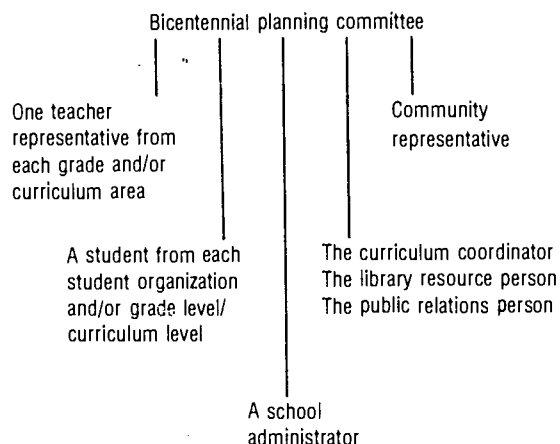 Bicentennial planning committee
One teacher
representative from
each grade and/or
curriculum area
Community
representative
A student from each
student organization
and/or grade level/
curriculum level
The curriculum coordinator
The library resource person
The public relations person
A school
administrator